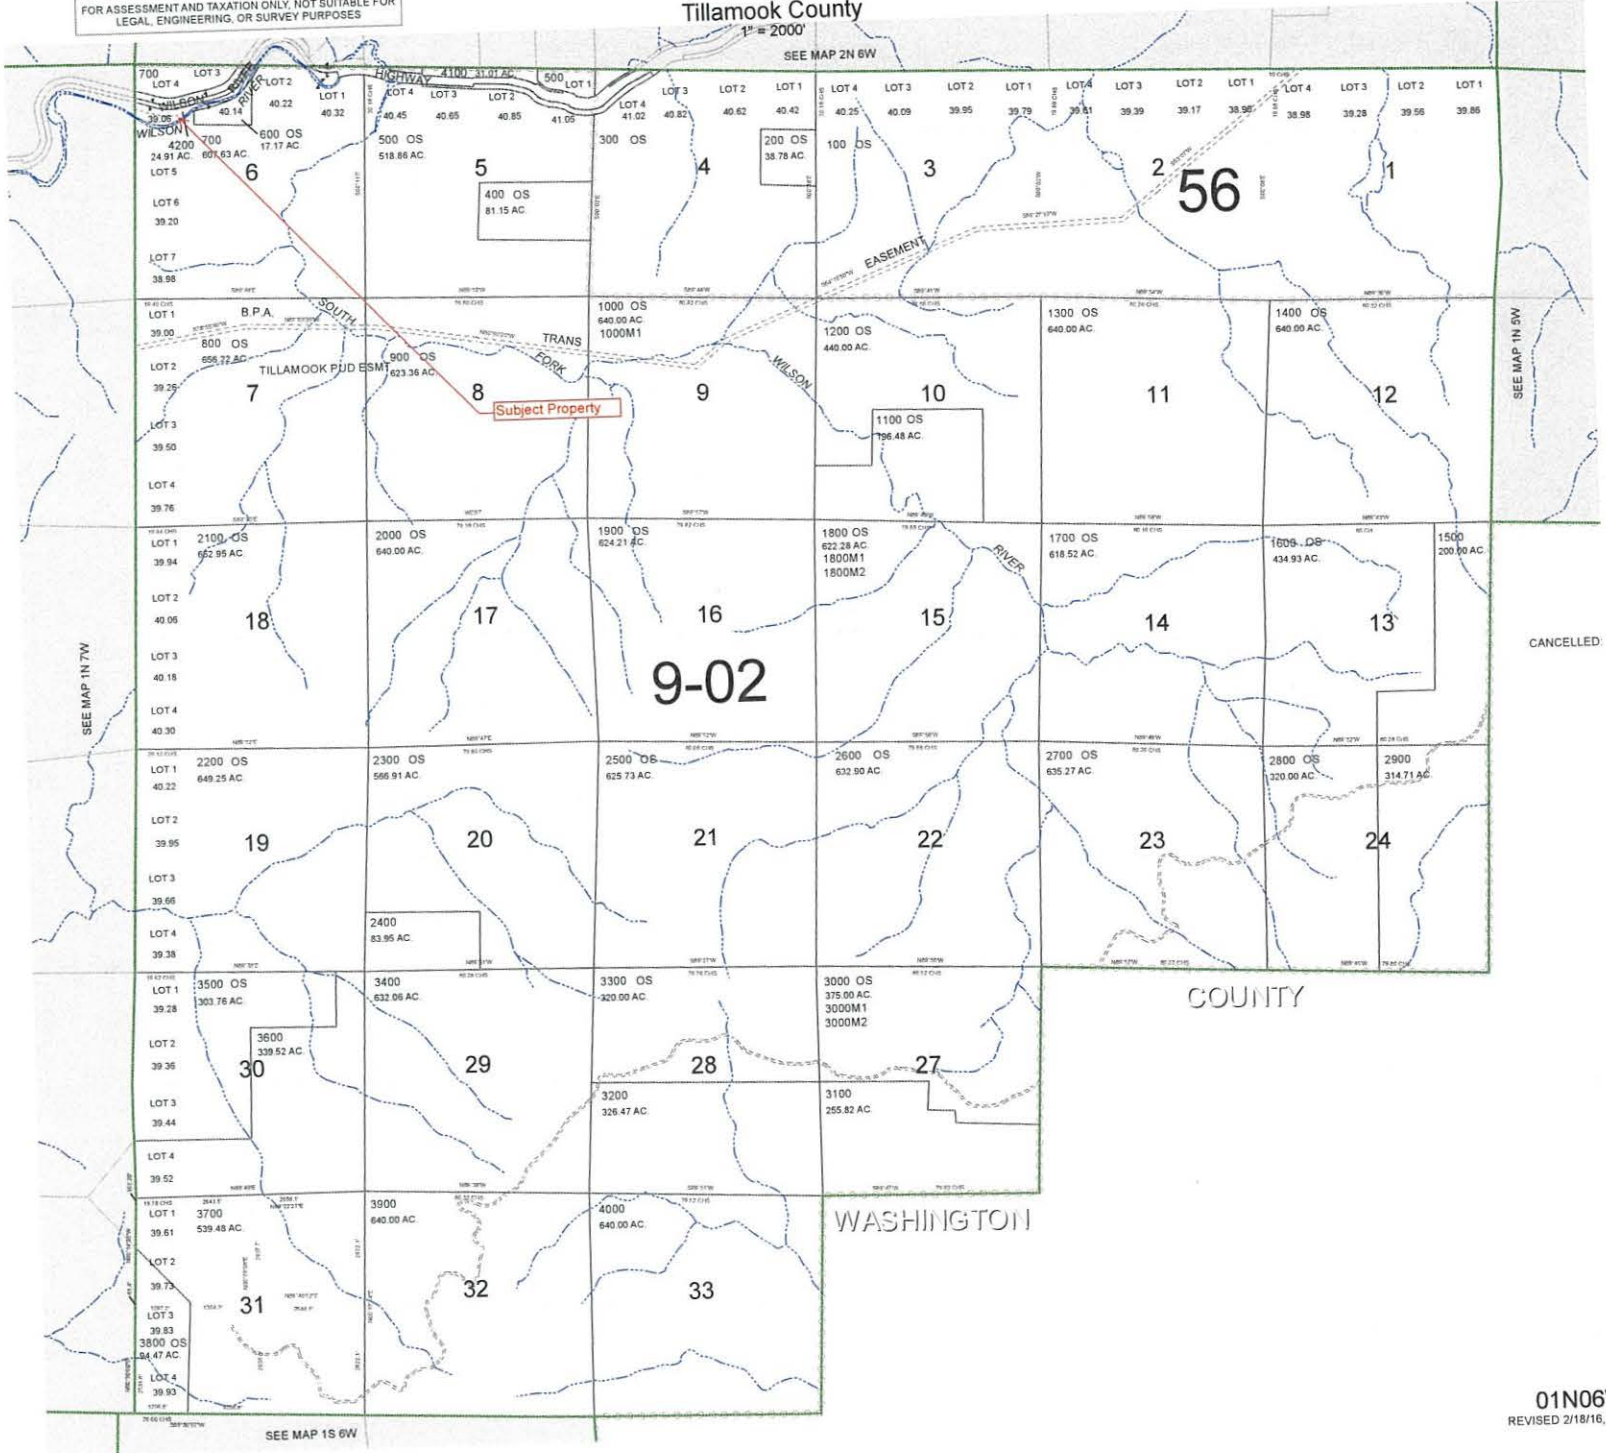 FOR ASSESSMENT AND TAXATION ONLY, NOT SUITABLE FOR
LEGAL, ENGINEERING, OR SURVEY PURPOSES
Tillamook County
1" = 2000'
SEE MAP 2N 6W
700
LOT 4
LOT 3
RIVER
LOT 2
LOT 1
HIGHWAY
4100 31.01 AC.
500
LOT 1
LOT 4
LOT 3
LOT 2
LOT 4
LOT 3
LOT 2
LOT 1
LOT 4
LOT 3
LOT 2
LOT 1
LOT 4
LOT 3
LOT 2
LOT 1
LOT 4
LOT 3
LOT 2
LOT 1
WILSON
RIVER
39.06
40.14
40.22
40.32
40.45
40.65
40.85
41.05
41.02
40.82
40.62
40.42
40.25
40.09
39.95
39.79
39.61
39.39
39.17
38.98
39.28
39.56
39.86
WILSON
4200
24.91 AC.
700
607.63 AC.
600 OS
17.17 AC.
500 OS
518.86 AC.
300 OS
200 OS
38.78 AC.
100 OS
LOT 5
6
5
4
3
2
56
1
400 OS
81.15 AC.
LOT 6
39.20
LOT 7
38.98
EASEMENT
LOT 1
39.00
B.P.A.
SOUTH
800 OS
656.22 AC.
TRANS
FORK
1000 OS
640.00 AC.
1000M1
1200 OS
440.00 AC.
1300 OS
640.00 AC.
1400 OS
640.00 AC.
SEE MAP 1N 5W
LOT 2
39.25
TILLAMOOK PUD ESMT
900 OS
623.36 AC.
WILSON
7
8
9
10
11
12
Subject Property
1100 OS
196.48 AC.
LOT 3
39.50
LOT 4
39.76
LOT 1
39.94
2100 OS
652.95 AC.
2000 OS
640.00 AC.
1900 OS
624.21 AC.
1800 OS
622.28 AC.
1800M1
1800M2
RIVER
1700 OS
618.52 AC.
1600 OS
434.93 AC.
1500
200.00 AC.
LOT 2
40.06
18
17
16
15
14
13
LOT 3
40.18
9-02
CANCELLED:
SEE MAP 1N 7W
LOT 4
40.30
LOT 1
40.22
2200 OS
649.25 AC.
2300 OS
566.91 AC.
2500 OS
625.73 AC.
2600 OS
632.90 AC.
2700 OS
635.27 AC.
2800 OS
320.00 AC.
2900
314.71 AC.
LOT 2
39.95
19
20
21
22
23
24
LOT 3
39.66
LOT 4
39.38
2400
83.95 AC.
LOT 1
39.28
3500 OS
303.76 AC.
3400
632.06 AC.
3300 OS
320.00 AC.
3000 OS
375.00 AC.
3000M1
3000M2
COUNTY
LOT 2
39.36
3600
339.52 AC.
30
29
28
27
LOT 3
39.44
3200
326.47 AC.
3100
255.82 AC.
LOT 4
39.52
LOT 1
39.61
3700
539.48 AC.
3900
640.00 AC.
4000
640.00 AC.
WASHINGTON
LOT 2
39.73
31
32
33
LOT 3
39.83
3800 OS
94.47 AC.
LOT 4
39.93
SEE MAP 1S 6W
01N06
REVISED 2/18/16,